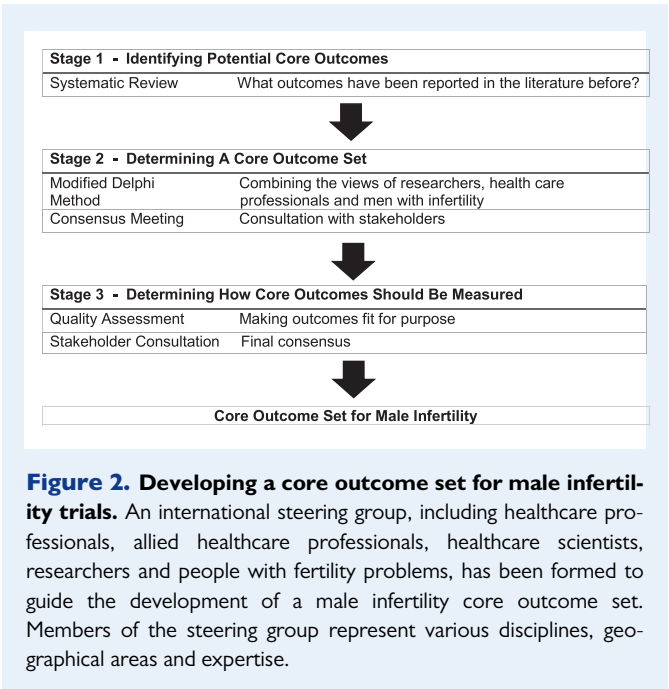 Stage 1 - Identifying Potential Core Outcomes
Systematic Review What outcomes have been reported in the literature before?
Stage 2 - Determining A Core Outcome Set
Modified Delphi Combining the views of researchers, health care
Method professionals and men with infertility
Consensus Meeting Consultation with stakeholders
Stage 3 - Determining How Core Outcomes Should Be Measured
Quality Assessment Making outcomes fit for purpose
Stakeholder Consultation Final consensus
Core Outcome Set for Male Infertility
Figure 2. Developing a core outcome set for male infertil-
ity trials. An international steering group, including healthcare pro-
fessionals, allied healthcare professionals, healthcare scientists,
researchers and people with fertility problems, has been formed to
guide the development of a male infertility core outcome set.
Members of the steering group represent various disciplines, geo-
graphical areas and expertise.